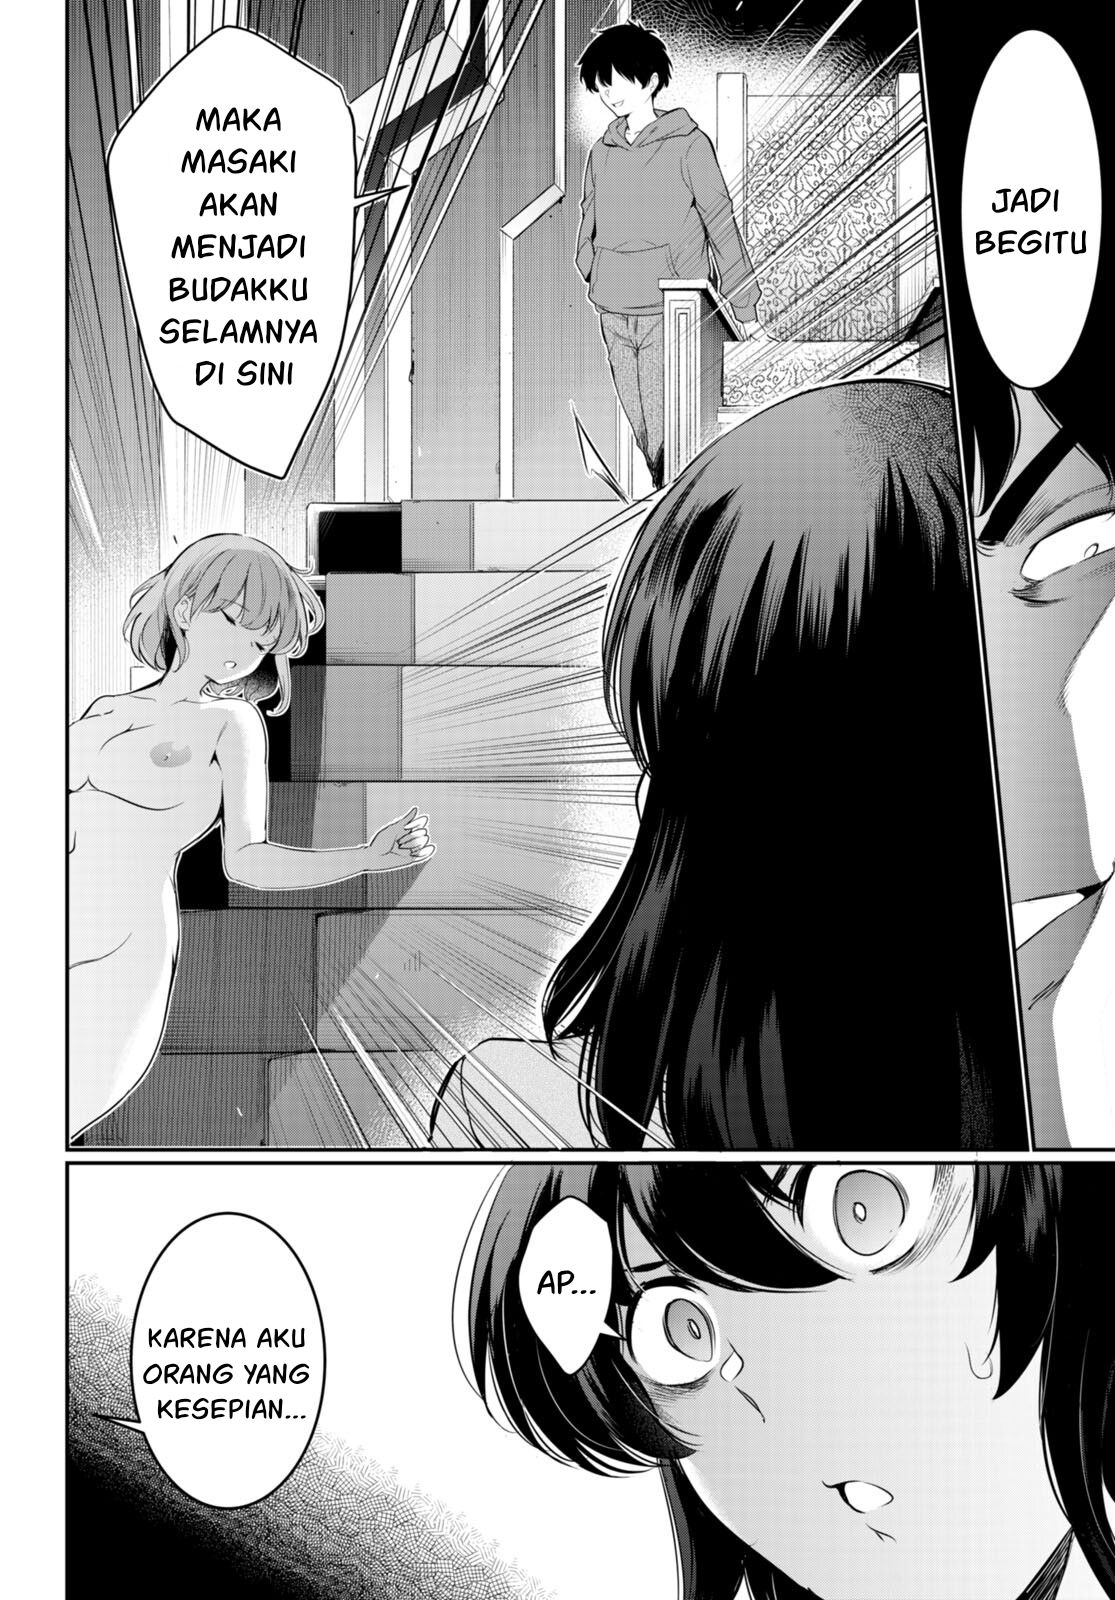 JADI
BEGITU
MAKA
MASAKI
AKAN
MENJADI
BUDAKKU
SELAMNYA
DI SINI
AP...
KARENA AKU
ORANG YANG
KESEPIAN...